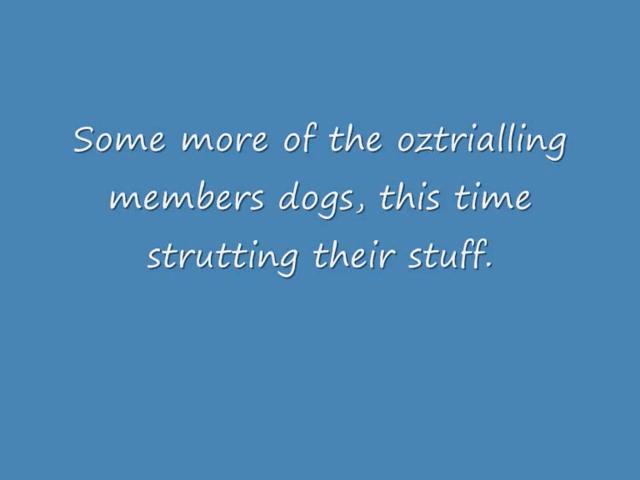 Some more of the oztrialling
members dogs, this time
strutting their stuff.